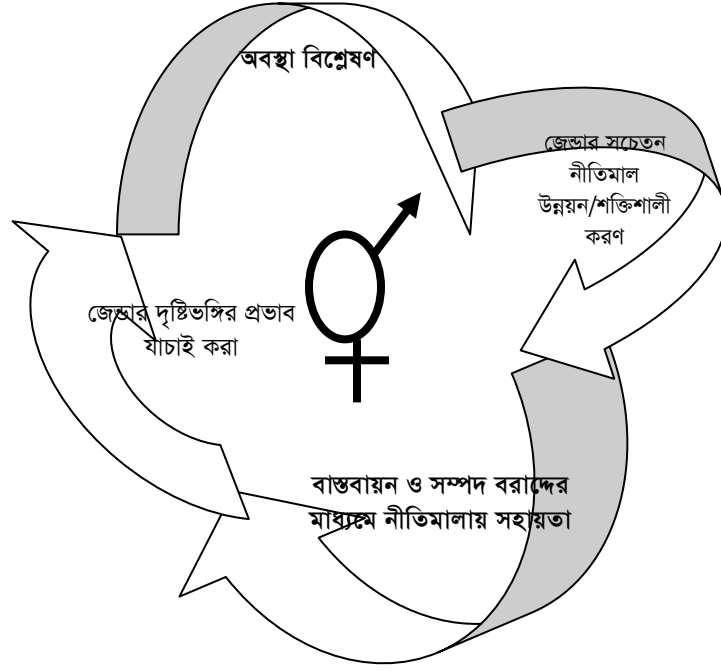 অবস্থা বিশ্লেষণ
জেন্ডার সচেতন
নীতিমাল
উন্নয়ন/শক্তিশালী
করণ
জেন্ডার দৃষ্টিভঙ্গির প্রভাব
যাচাই করা
বাস্তবায়ন ও সম্পদ বরাদ্দের
মাধ্যমে নীতিমালায় সহায়তা